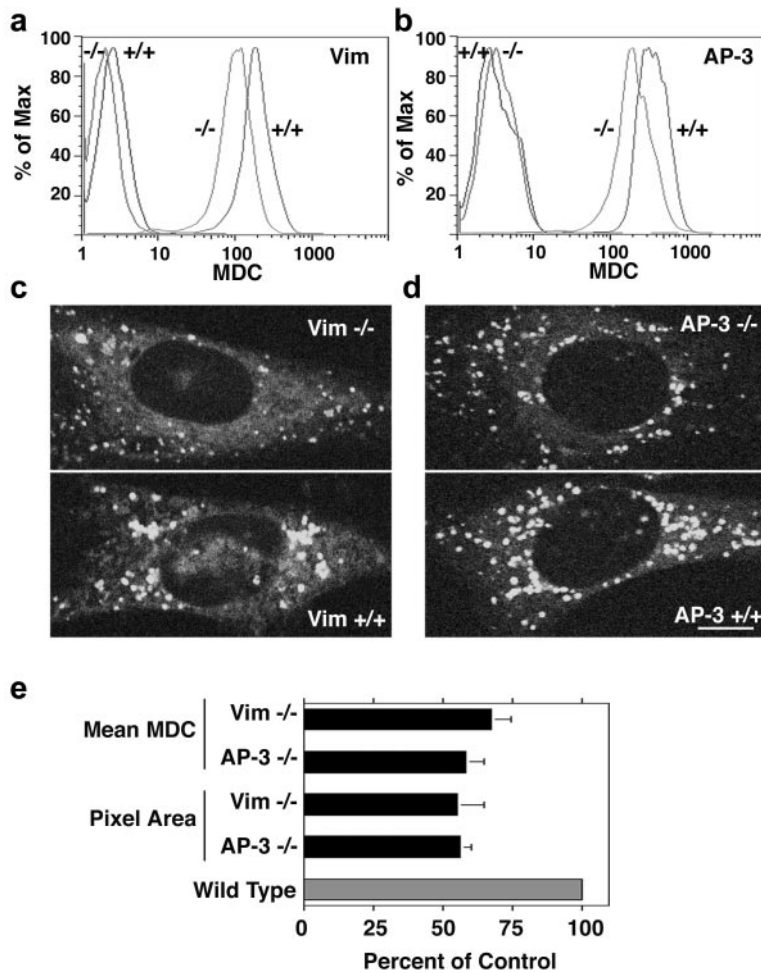 a
b
100
80
60
40
20
% of Max
-/-
+/+
Vim
-/-
+/+
1 10 100 1000
MDC
100
80
60
40
20
% of Max
+/+
-/-
AP-3
-/-
+/+
1 10 100 1000
MDC
c
d
Vim -/-
AP-3 -/-
Vim +/+
AP-3 +/+
e
Mean MDC
Vim -/-
AP-3 -/-
Pixel Area
Vim -/-
AP-3 -/-
Wild Type
0 25 50 75 100
Percent of Control